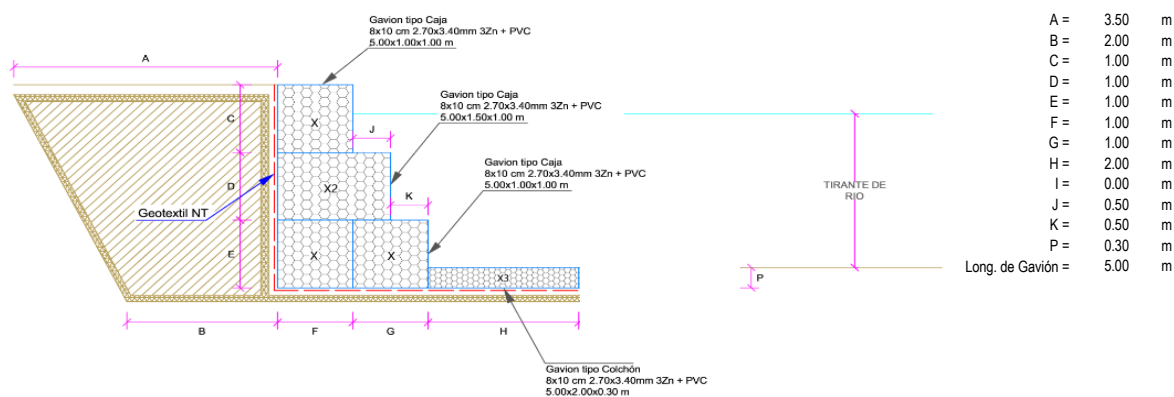 Gavion tipo Caja
8x10 cm 2.70x3.40mm 3Zn + PVC
5.00x1.00x1.00 m
A
Gavion tipo Caja
8x10 cm 2.70x3.40mm 3Zn + PVC
5.00x1.50x1.00 m
C
X
J
Gavion tipo Caja
8x10 cm 2.70x3.40mm 3Zn + PVC
5.00x1.00x1.00 m
D
X2
K
TIRANTE DE
RIO
Geotextil NT
E
X
X
X3
P
B
F
G
H
Gavion tipo Colchón
8x10 cm 2.70x3.40mm 3Zn + PVC
5.00x2.00x0.30 m
A = 3.50 m
B = 2.00 m
C = 1.00 m
D = 1.00 m
E = 1.00 m
F = 1.00 m
G = 1.00 m
H = 2.00 m
I = 0.00 m
J = 0.50 m
K = 0.50 m
P = 0.30 m
Long. de Gavión = 5.00 m